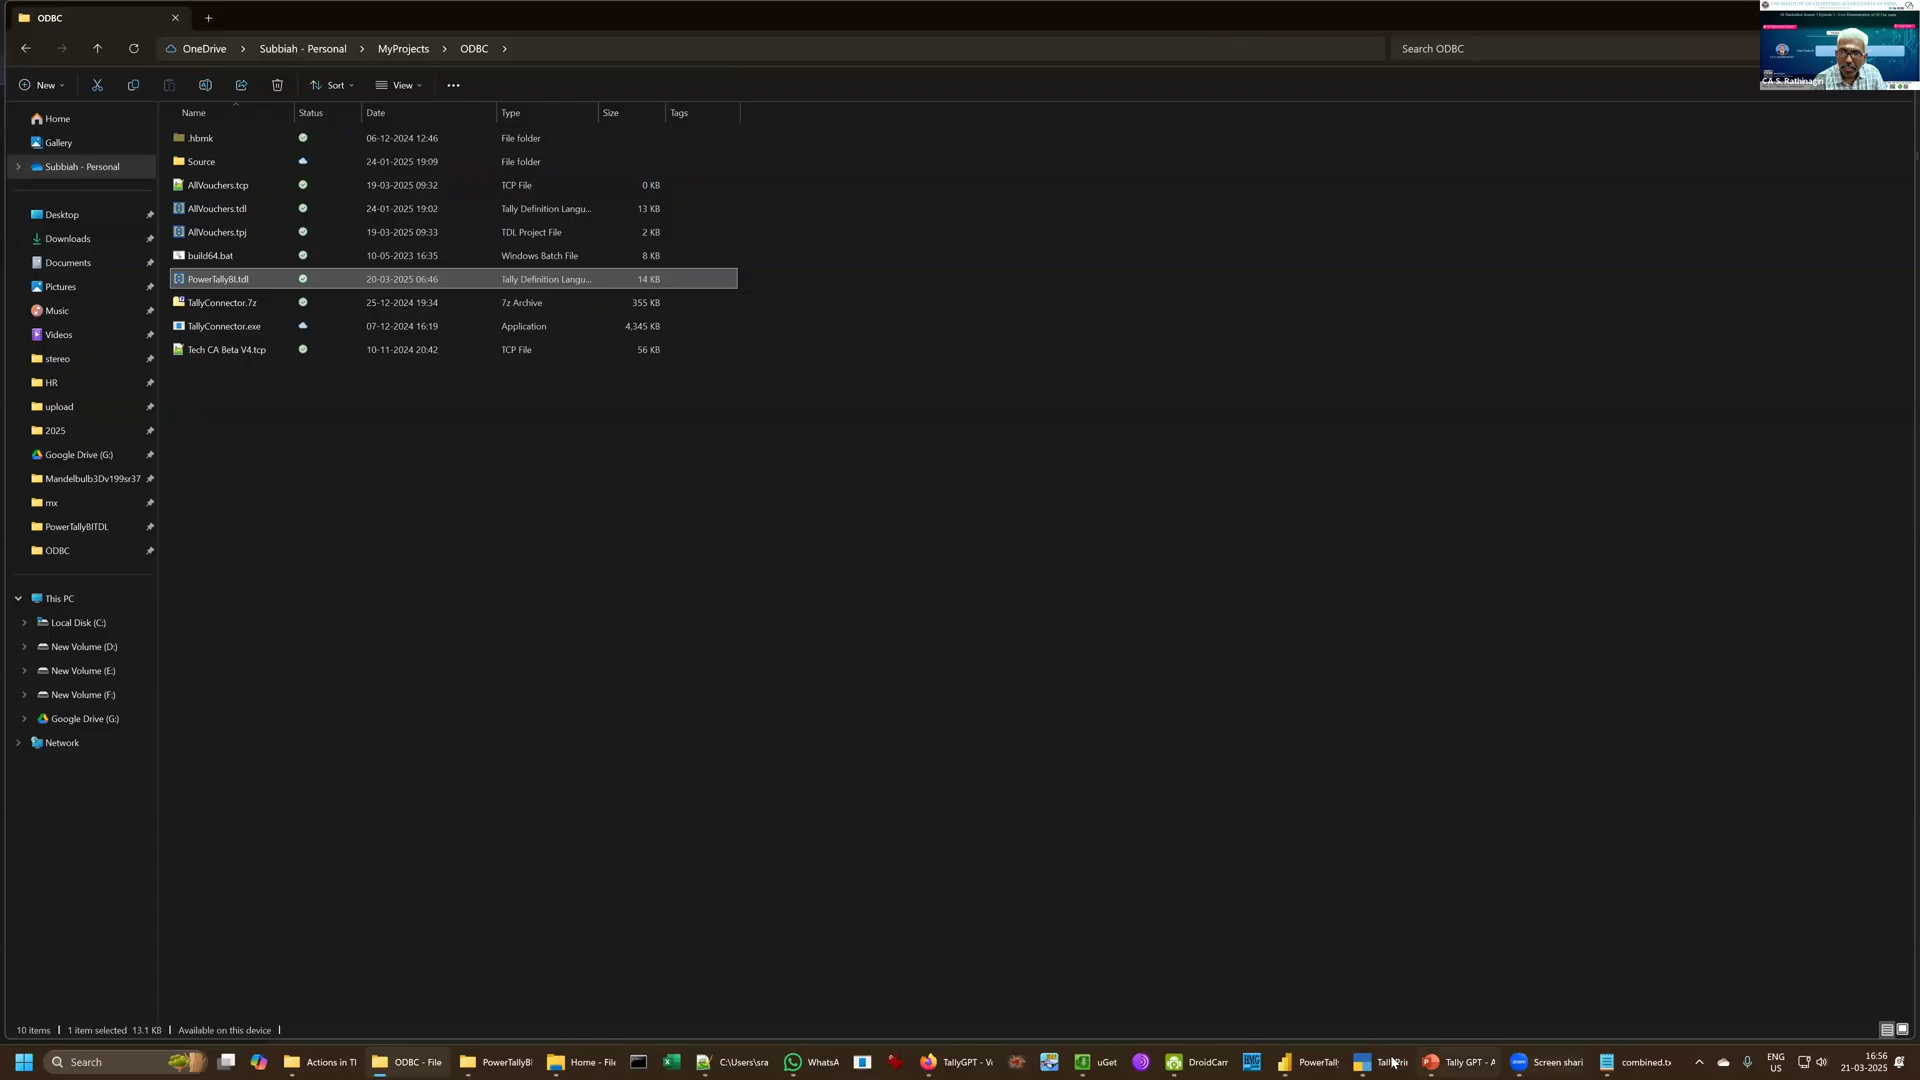 ODBC
OneDrive > Subbiah - Personal > MyProjects > ODBC >
Search ODBC
New
Sort
View
Name Status Date Type Size Tags
.hbmk 06-12-2024 12:46 File folder
Source 24-01-2025 19:09 File folder
AllVouchers.tcp 19-03-2025 09:32 TCP File 0 KB
AllVouchers.tdl 24-01-2025 19:02 Tally Definition Langu... 13 KB
AllVouchers.tpj 19-03-2025 09:33 TDL Project File 2 KB
build64.bat 10-05-2023 16:35 Windows Batch File 8 KB
PowerTallyBI.tdl 20-03-2025 06:46 Tally Definition Langu... 14 KB
TallyConnector.7z 25-12-2024 19:34 7z Archive 355 KB
TallyConnector.exe 07-12-2024 16:19 Application 4,345 KB
Tech CA Beta V4.tcp 10-11-2024 20:42 TCP File 56 KB
Home
Gallery
Subbiah - Personal
Desktop
Downloads
Documents
Pictures
Music
Videos
stereo
HR
upload
2025
Google Drive (G:)
Mandelbulb3Dv199sr37
mx
PowerTallyBITDL
ODBC
This PC
Local Disk (C:)
New Volume (D:)
New Volume (E:)
New Volume (F:)
Google Drive (G:)
Network
CA S. Rathinagiri
10 items 1 item selected 13.1 KB Available on this device
Search
Actions in Tl
ODBC - File
PowerTallyBI
Home - File
C:\Users\sra
WhatsA
TallyGPT - V
uGet
DroidCam
PowerTally
TallyPri
Tally GPT - A
Screen shari
combined.tx
ENG
US
16:56
21-03-2025